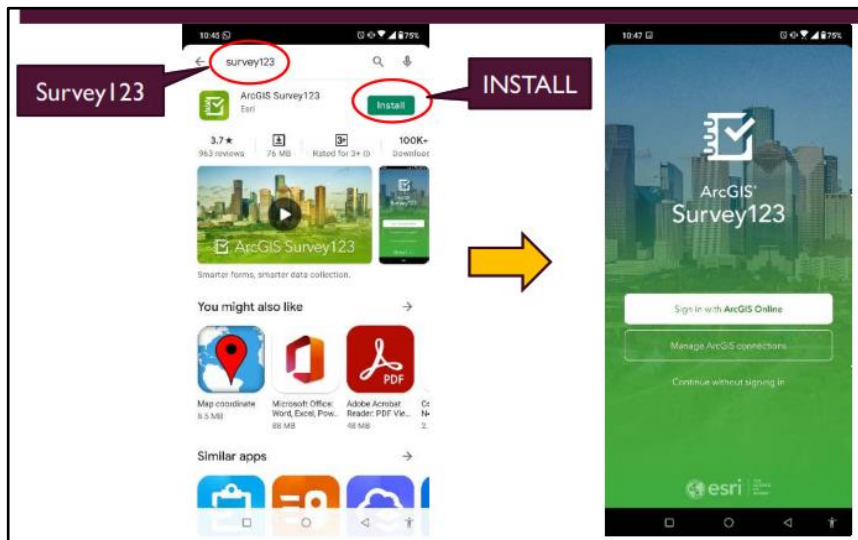 Survey123
INSTALL
10:45
75%
survey123
ArcGIS Survey123
Esri
Install
3.7★
963 reviews
76 MB
3+
Rated for 3+
100K+
ArcGIS Survey123
Smarter forms, smarter data collection.
You might also like
Map coordinate
8.5 MB
Microsoft Office:
Word, Excel, Pow..
88 MB
PDF
Adobe Acrobat
Reader: PDF Vie...
48 MB
Similar apps
10:47
75%
ArcGIS®
Survey123
Sign in with ArcGIS Online
Manage ArcGIS connections
Continue without signing in
esri